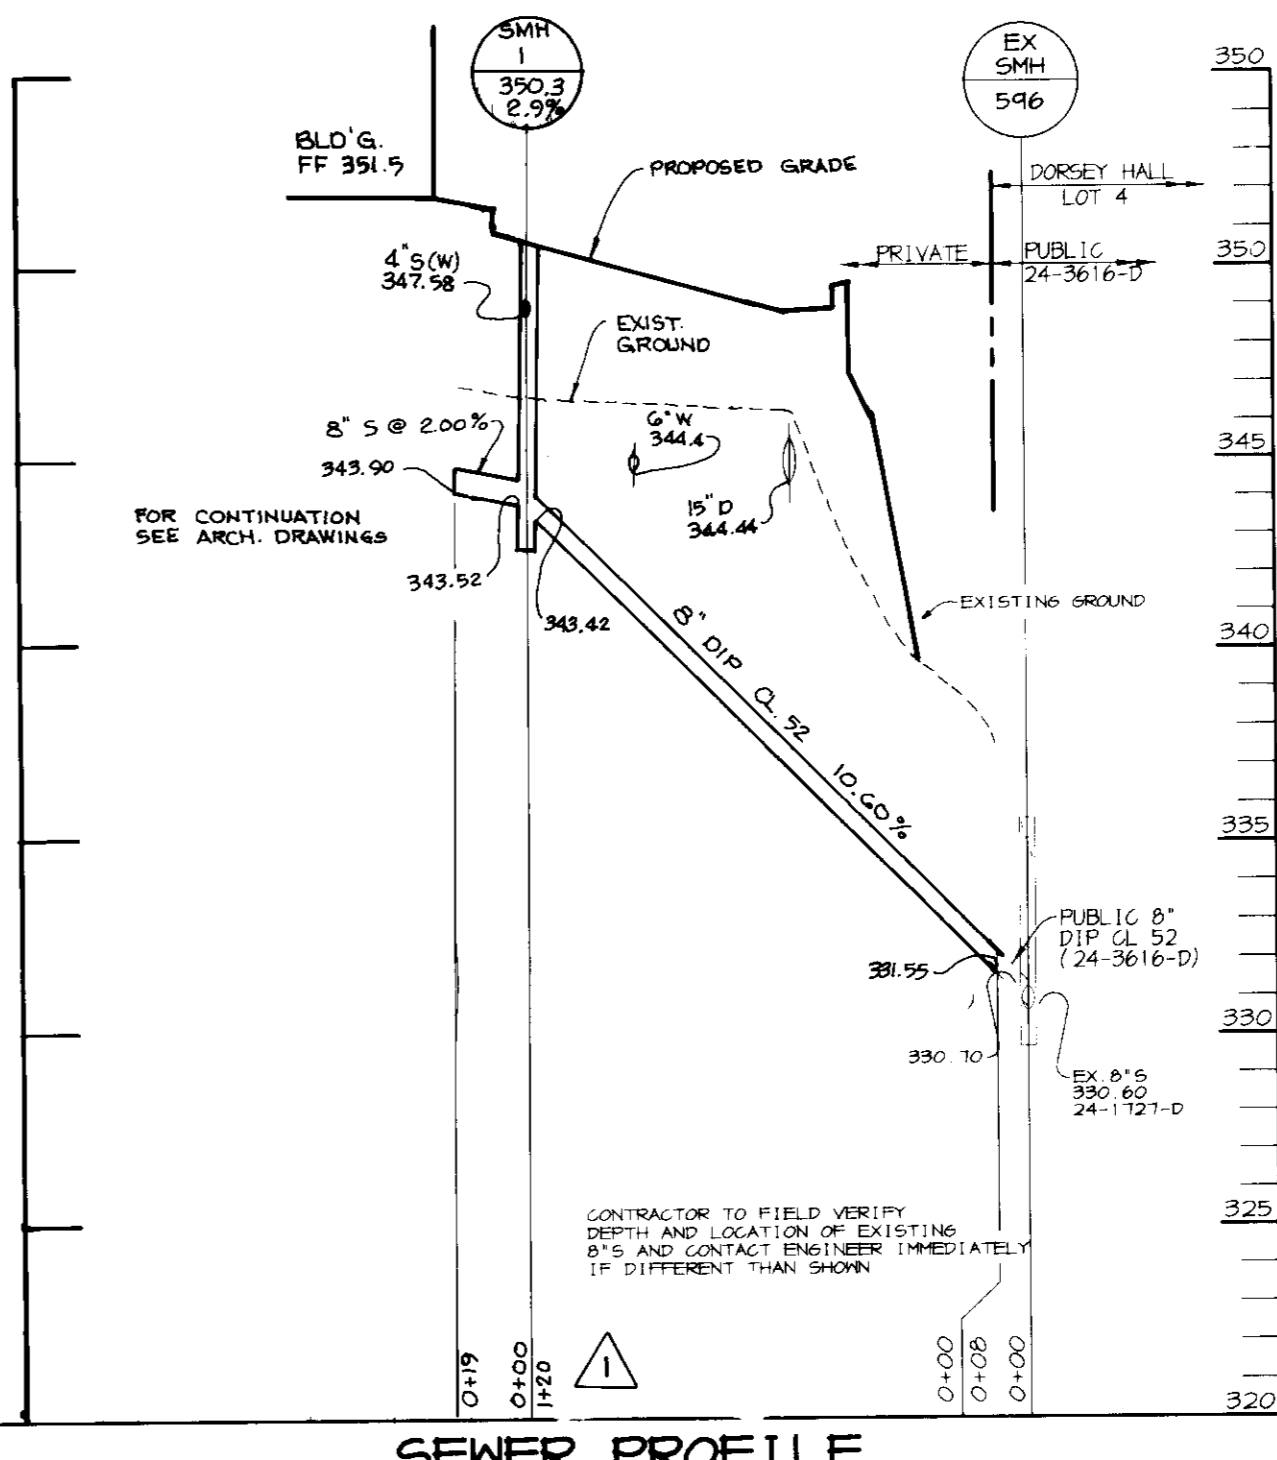 SMH
1
350.3
2.9%
EX
SMH
596
350
BLD'G.
FF 351.5
PROPOSED GRADE
DORSEY HALL
LOT 4
4" S(W)
347.58
PRIVATE
PUBLIC
24-3616-D
350
EXIST.
GROUND
8" S @ 2.00%
343.90
6" W
344.4
345
15" D
344.44
FOR CONTINUATION
SEE ARCH. DRAWINGS
343.52
343.42
EXISTING GROUND
340
8" DIP CL. 52 10.60%
335
PUBLIC 8"
DIP CL 52
(24-3616-D)
331.55
330
330.70
EX. 8"S
330.60
24-1727-D
CONTRACTOR TO FIELD VERIFY
DEPTH AND LOCATION OF EXISTING
8"S AND CONTACT ENGINEER IMMEDIATELY
IF DIFFERENT THAN SHOWN
325
1
0+19
0+00
1+20
0+00
0+08
0+00
320
SEWER PROFILE